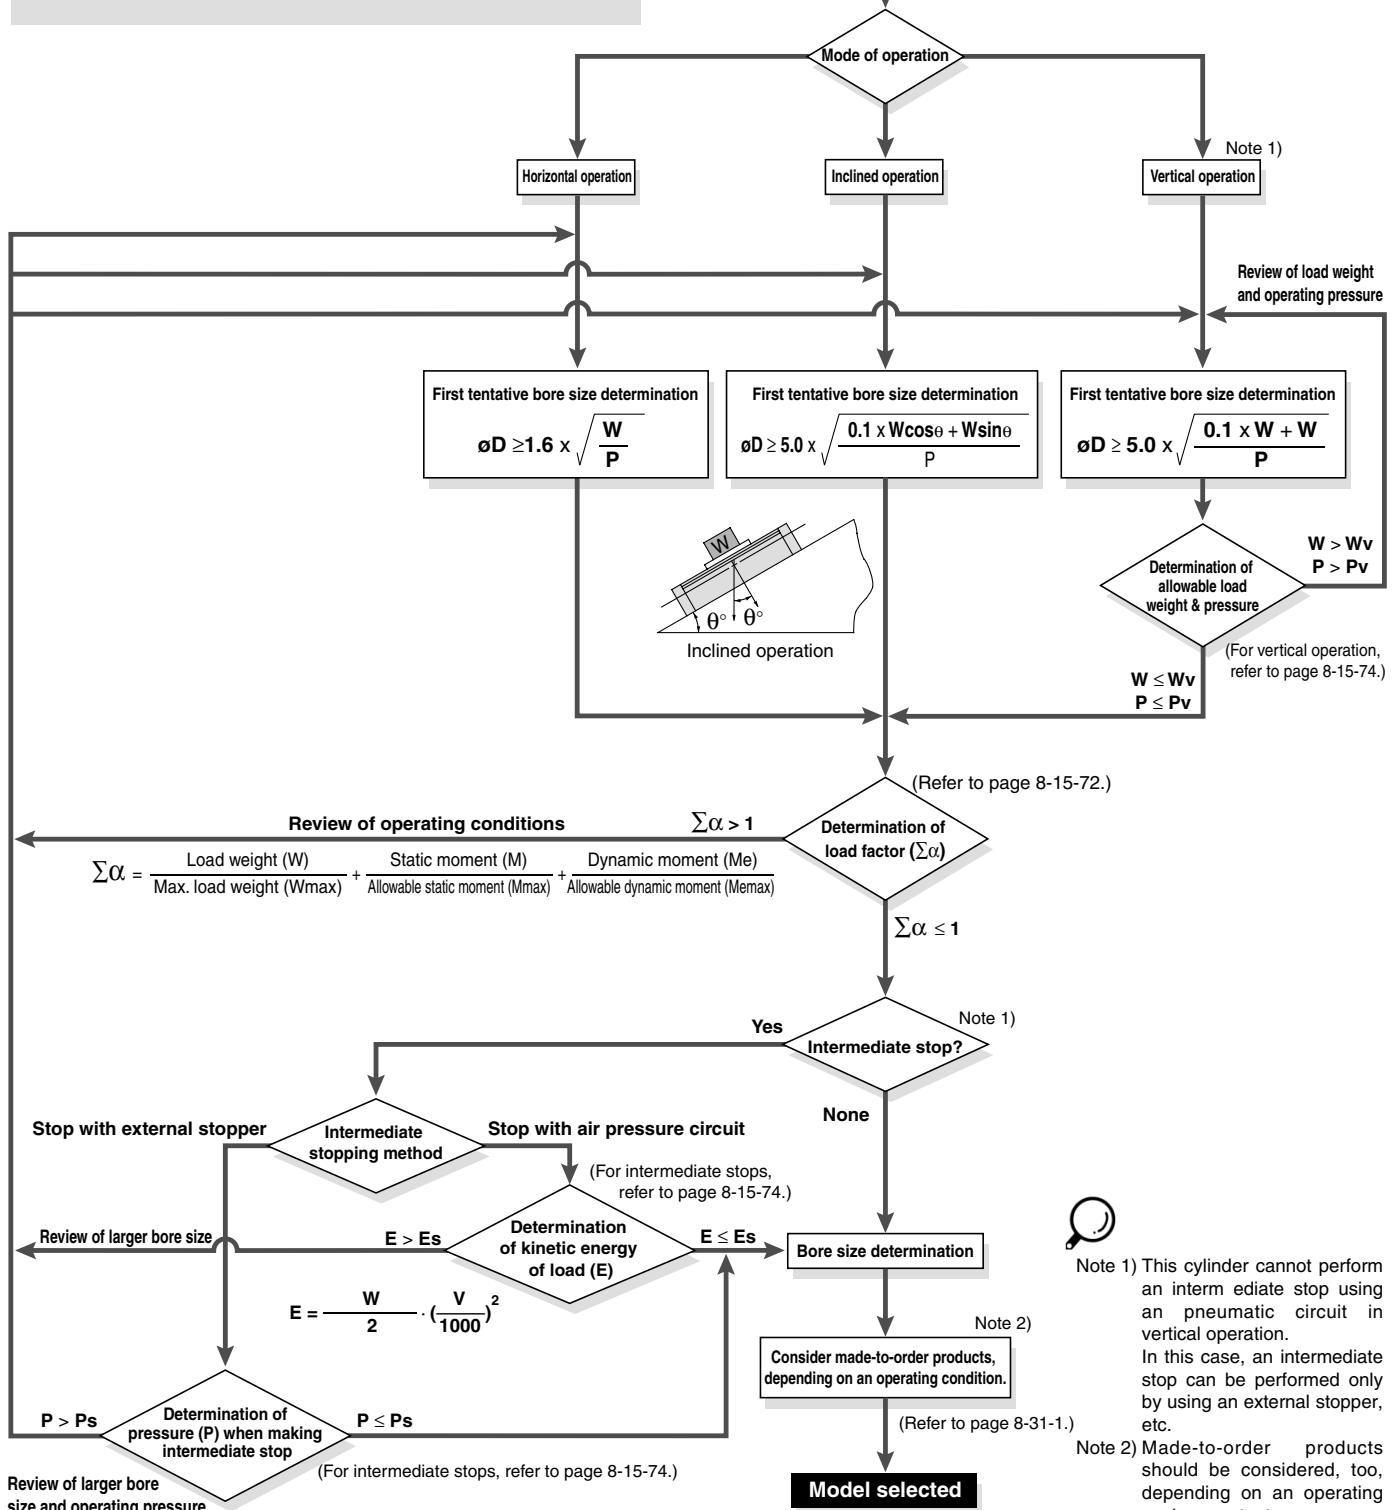 Mode of operation
Note 1)
Horizontal operation
Inclined operation
Vertical operation
Review of load weight
and operating pressure
First tentative bore size determination
øD ≥1.6 x √ W / P
First tentative bore size determination
øD ≥ 5.0 x √ 0.1 x Wcosθ + Wsinθ / P
First tentative bore size determination
øD ≥ 5.0 x √ 0.1 x W + W / P
W
θ° θ°
Inclined operation
Determination of
allowable load
weight & pressure
W > Wv
P > Pv
(For vertical operation,
refer to page 8-15-74.)
W ≤ Wv
P ≤ Pv
(Refer to page 8-15-72.)
Determination of
load factor (∑α)
Review of operating conditions
∑α > 1
∑α = Load weight (W) / Max. load weight (Wmax) + Static moment (M) / Allowable static moment (Mmax) + Dynamic moment (Me) / Allowable dynamic moment (Memax)
∑α ≤ 1
Note 1)
Yes
Intermediate stop?
None
Stop with external stopper
Intermediate
stopping method
Stop with air pressure circuit
(For intermediate stops,
refer to page 8-15-74.)
Review of larger bore size
E > Es
Determination
of kinetic energy
of load (E)
E ≤ Es
Bore size determination
E = W / 2 · (V / 1000)²
Note 2)
Consider made-to-order products,
depending on an operating condition.
(Refer to page 8-31-1.)
P > Ps
Determination of
pressure (P) when making
intermediate stop
P ≤ Ps
(For intermediate stops, refer to page 8-15-74.)
Review of larger bore
size and operating pressure
Model selected
Note 1) This cylinder cannot perform
an interm ediate stop using
an pneumatic circuit in
vertical operation.
In this case, an intermediate
stop can be performed only
by using an external stopper,
etc.
Note 2) Made-to-order products
should be considered, too,
depending on an operating